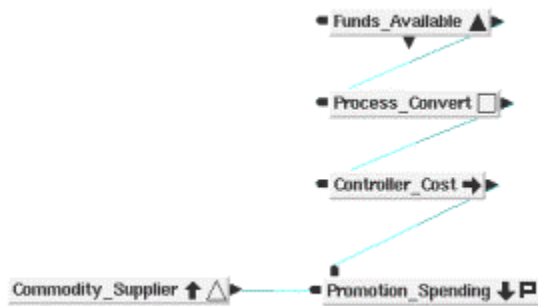 Funds_Available
Process_Convert
Controller_Cost
Commodity_Supplier
Promotion_Spending